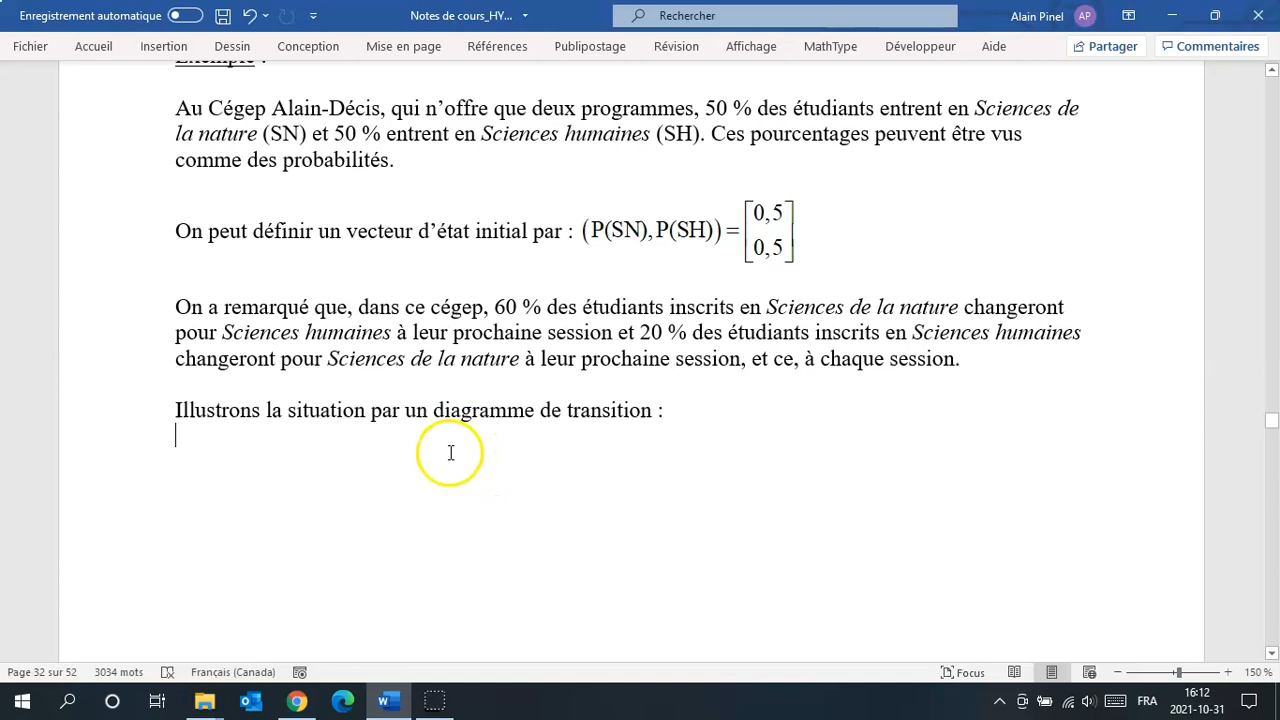 Enregistrement automatique
Notes de cours_HY...
Rechercher
Alain Pinel
AP
Fichier
Accueil
Insertion
Dessin
Conception
Mise en page
Références
Publipostage
Révision
Affichage
MathType
Développeur
Aide
Partager
Commentaires
Exemple :
Au Cégep Alain-Décis, qui n’offre que deux programmes, 50 % des étudiants entrent en Sciences de
la nature (SN) et 50 % entrent en Sciences humaines (SH). Ces pourcentages peuvent être vus
comme des probabilités.
On peut définir un vecteur d’état initial par : (P(SN), P(SH)) = [0,5
0,5]
On a remarqué que, dans ce cégep, 60 % des étudiants inscrits en Sciences de la nature changeront
pour Sciences humaines à leur prochaine session et 20 % des étudiants inscrits en Sciences humaines
changeront pour Sciences de la nature à leur prochaine session, et ce, à chaque session.
Illustrons la situation par un diagramme de transition :
Page 32 sur 52
3034 mots
Français (Canada)
Focus
150 %
FRA
16:12
2021-10-31